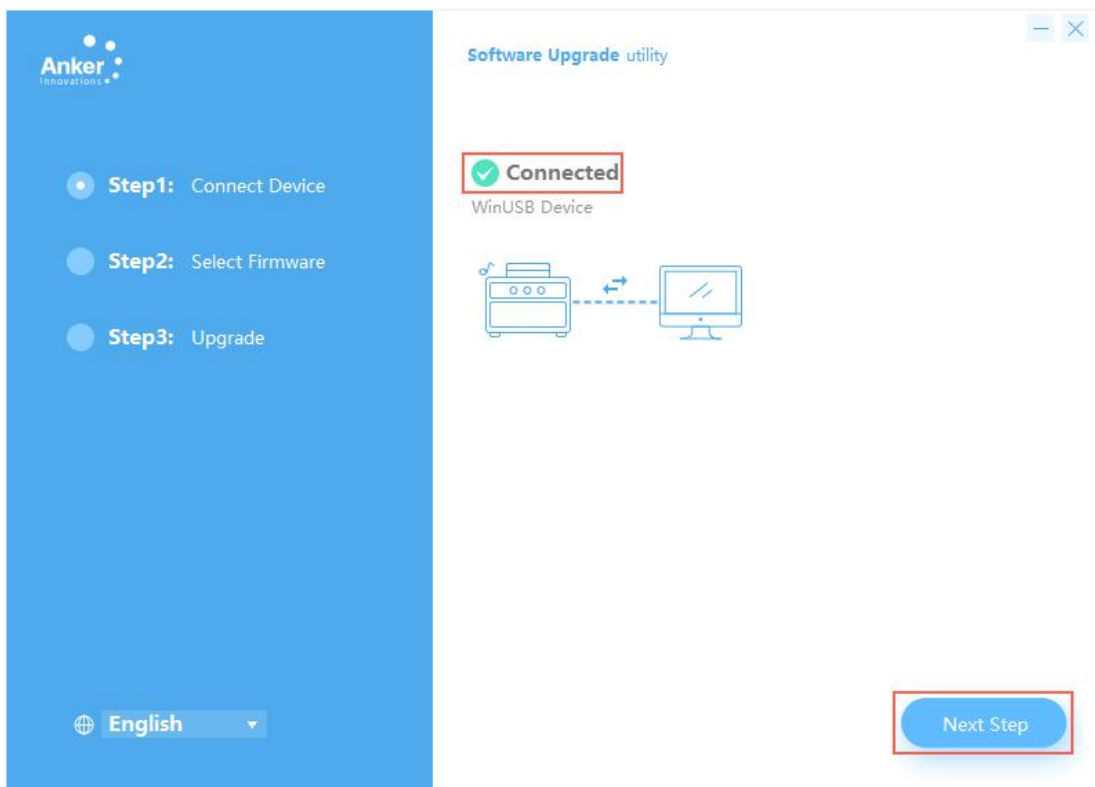 Anker
Innovations
Software Upgrade utility
Step1: Connect Device
Step2: Select Firmware
Step3: Upgrade
English
Connected
WinUSB Device
Next Step